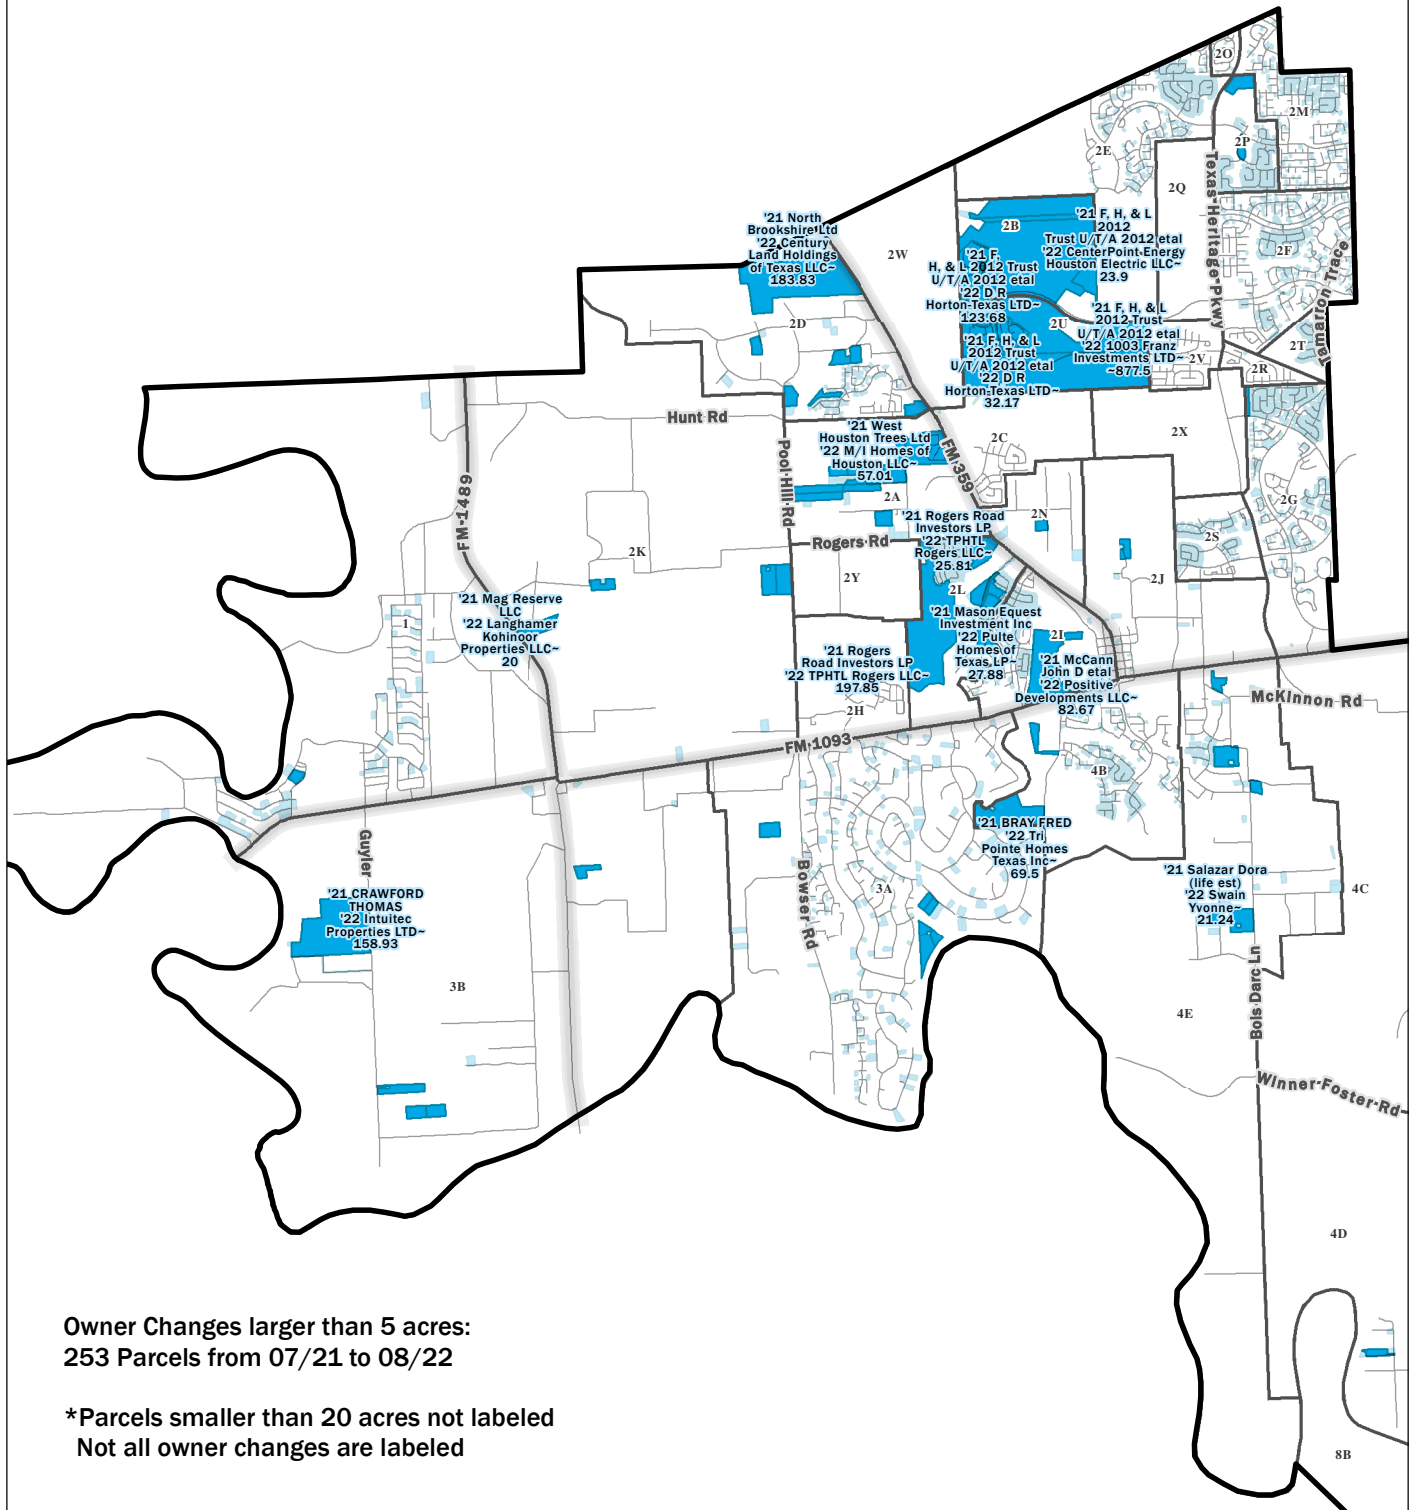 2O
2M
2P
2E
2Q
Texas Heritage Pkwy
2F
Tamarron Trace
2T
2R
2V
2W
2B
2U
'21 North
Brookshire Ltd
'22 Century
Land Holdings
of Texas LLC~
183.83
'21 F, H, & L
2012
Trust U/T/A 2012 etal
'22 CenterPoint Energy
Houston Electric LLC~
23.9
'21 F,
H, & L 2012 Trust
U/T/A 2012 etal
'22 D R
Horton-Texas LTD~
123.68
'21 F, H, & L
2012 Trust
U/T/A 2012 etal
'22 1003 Franz
Investments LTD~
~877.5
'21 F, H, & L
2012 Trust
U/T/A 2012 etal
'22 D R
Horton-Texas LTD~
32.17
2D
Hunt Rd
Pool Hill Rd
FM 359
FM-1489
2C
2X
2G
2S
2N
2J
2A
2K
'21 West
Houston Trees Ltd
'22 M/I Homes of
Houston LLC~
57.01
Rogers Rd
'21 Rogers Road
Investors LP
'22 TPHTL
Rogers LLC~
25.81
2Y
2L
'21 Mason Equest
Investment Inc
'22 Pulte
Homes of
Texas LP~
27.88
2I
'21 Mag Reserve
LLC
'22 Langhamer
Kohinoor
Properties LLC~
20
1
'21 Rogers
Road Investors LP
'22 TPHTL Rogers LLC~
197.85
2H
'21 McCann
John D etal
'22 Positive
Developments LLC~
82.67
McKinnon Rd
FM 1093
4B
'21 BRAY FRED
'22 Tri
Pointe Homes
Texas Inc~
69.5
Guyler
Bowser Rd
3A
'21 Salazar Dora
(life est)
'22 Swain
Yvonne~
21.24
4C
'21 CRAWFORD
THOMAS
'22 Intuitec
Properties LTD~
158.93
3B
Bois Darc Ln
4E
Winner-Foster-Rd
4D
8B
Owner Changes larger than 5 acres:
253 Parcels from 07/21 to 08/22
*Parcels smaller than 20 acres not labeled
Not all owner changes are labeled